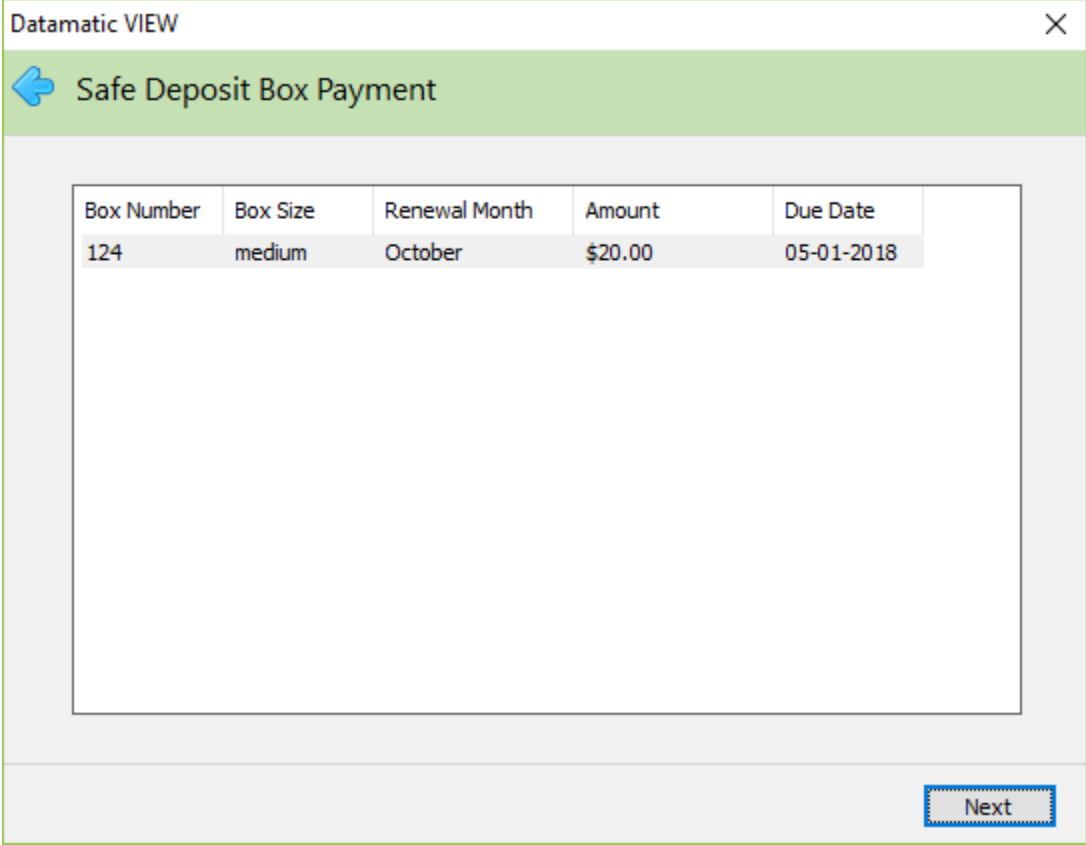 Datamatic VIEW
Safe Deposit Box Payment
Box Number Box Size Renewal Month Amount Due Date
124 medium October $20.00 05-01-2018
Next